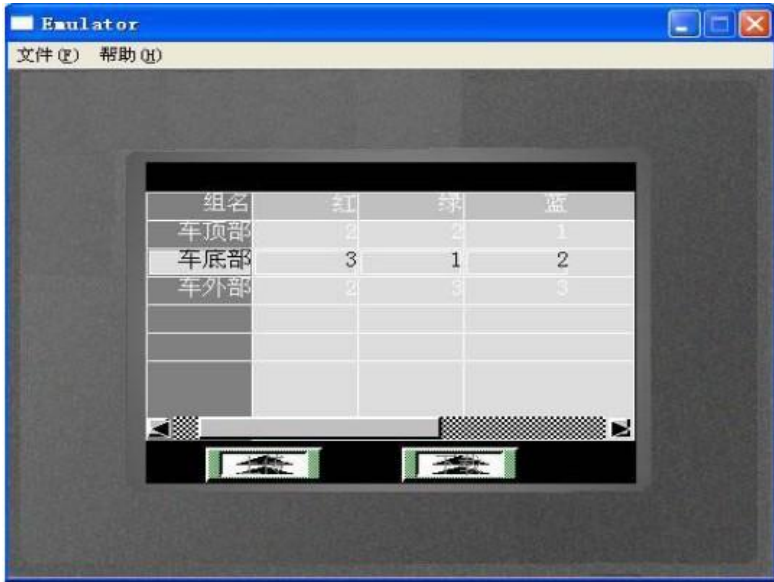 Emulator
文件(F) 帮助(H)
组名 红 绿 蓝
车顶部 2 2 1
车底部 3 1 2
车外部 2 3 3